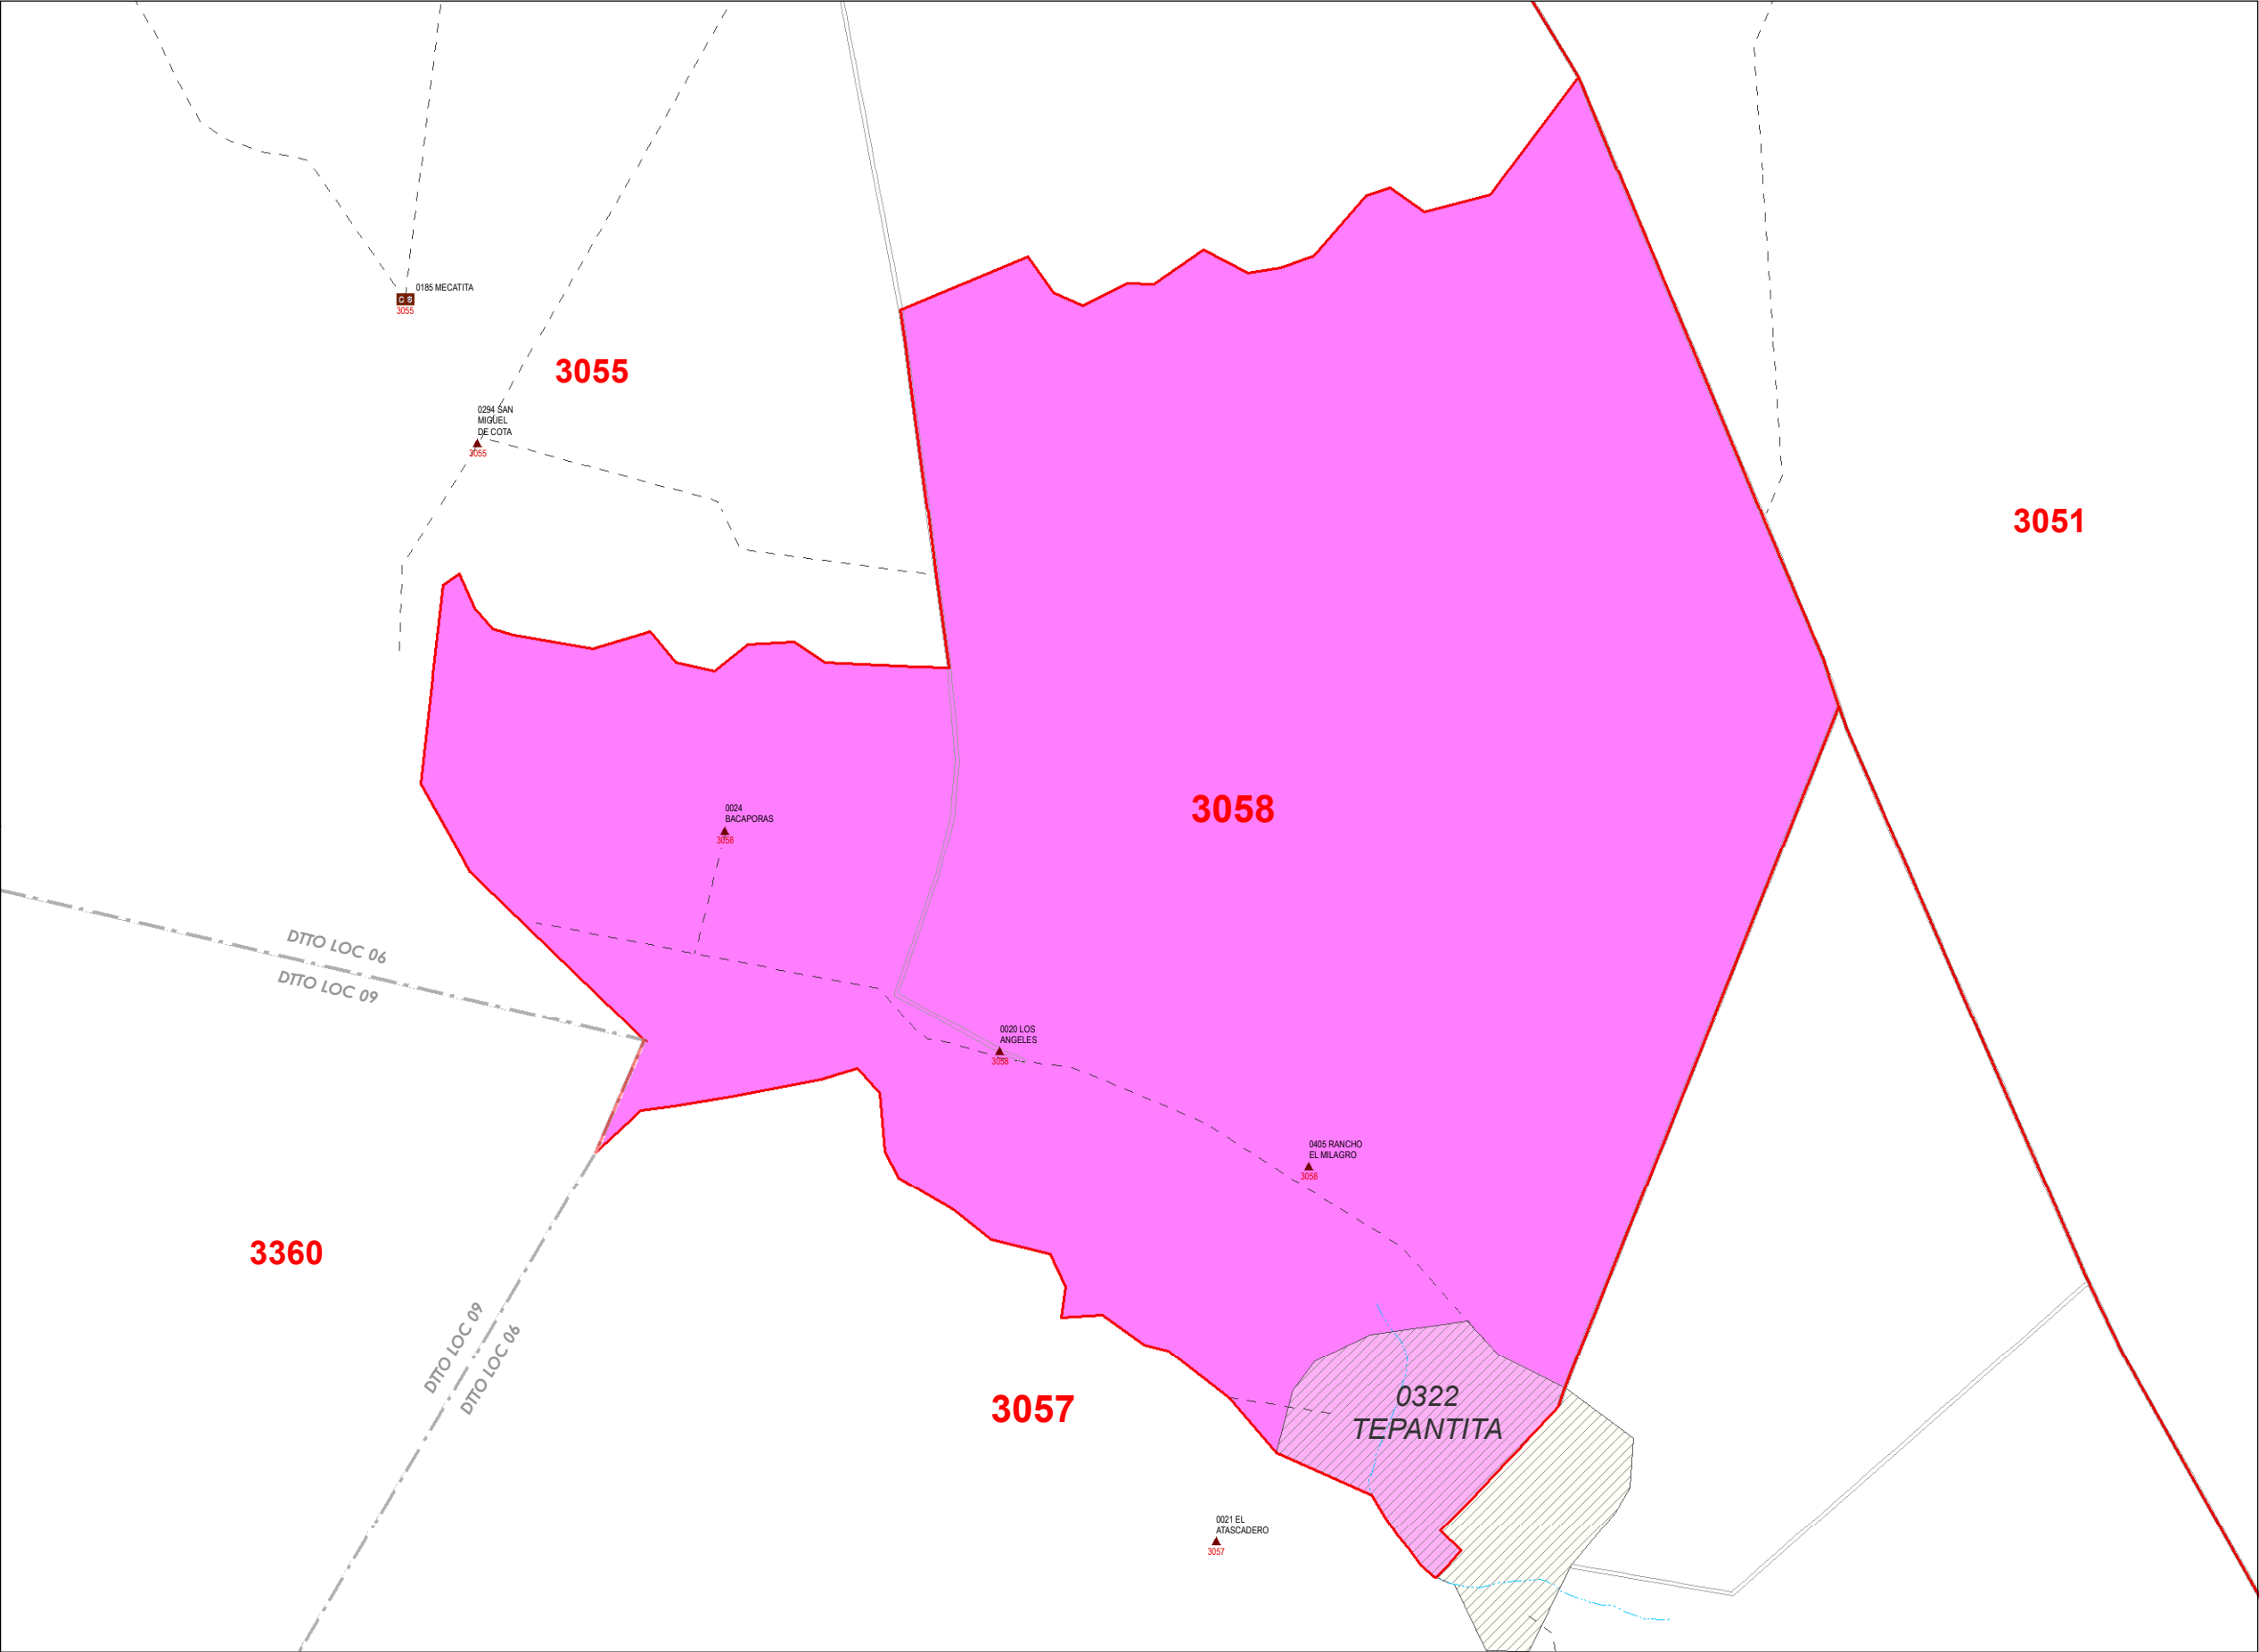 0185 MECATITA
C S
3055
3055
0294 SAN
MIGUEL
DE COTA
3055
3051
0024
BACAPORAS
3058
3058
DTTO LOC 06
DTTO LOC 09
0020 LOS
ANGELES
3058
0405 RANCHO
EL MILAGRO
3058
3360
DTTO LOC 09
DTTO LOC 06
0322
TEPANTITA
3057
0021 EL
ATASCADERO
3057